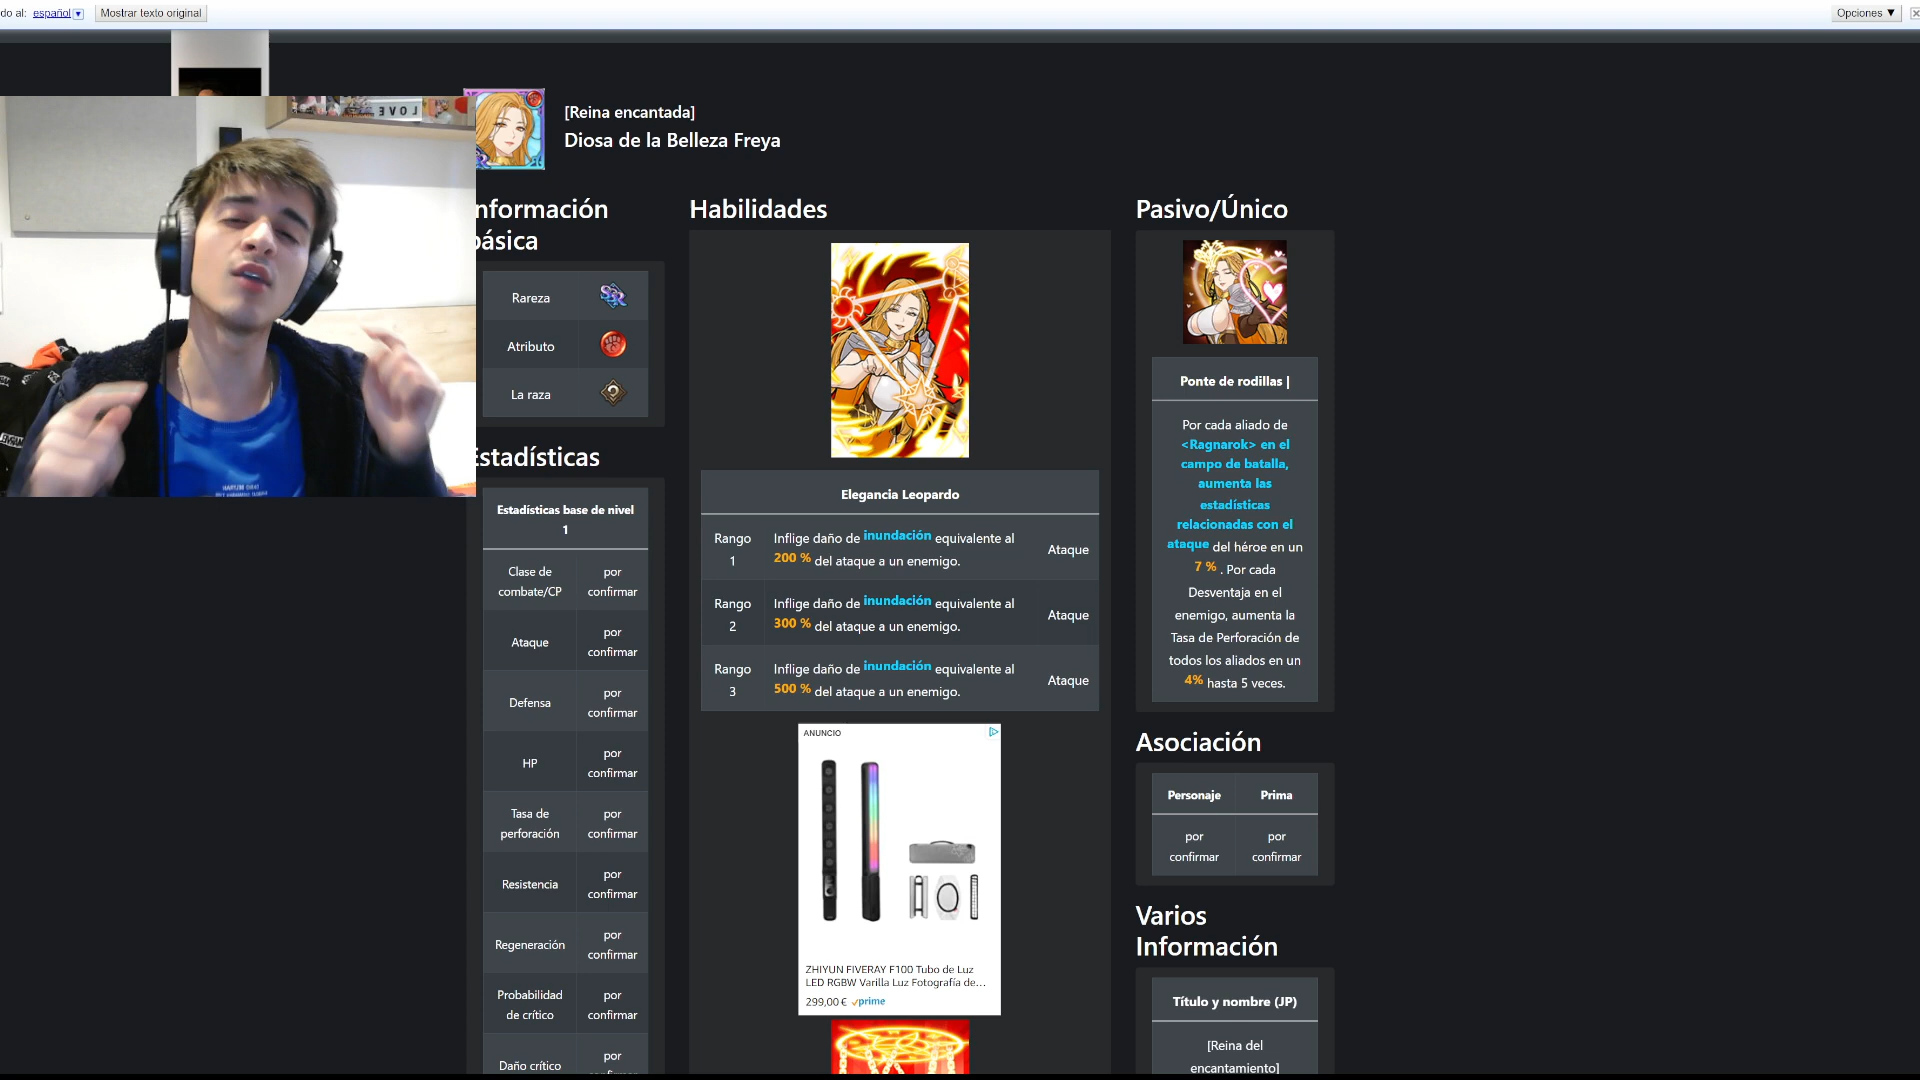 do al: español
Mostrar texto original
Opciones ▼
LOVE
[Reina encantada]
Diosa de la Belleza Freya
nformación
básica
Rareza
Atributo
La raza
Estadísticas
Estadísticas base de nivel
1
Clase de
combate/CP
por
confirmar
Ataque
por
confirmar
Defensa
por
confirmar
HP
por
confirmar
Tasa de
perforación
por
confirmar
Resistencia
por
confirmar
Regeneración
por
confirmar
Probabilidad
de crítico
por
confirmar
Daño crítico
por
Habilidades
Elegancia Leopardo
Rango
1
Inflige daño de inundación equivalente al
200 % del ataque a un enemigo.
Ataque
Rango
2
Inflige daño de inundación equivalente al
300 % del ataque a un enemigo.
Ataque
Rango
3
Inflige daño de inundación equivalente al
500 % del ataque a un enemigo.
Ataque
ANUNCIO
ZHIYUN FIVERAY F100 Tubo de Luz
LED RGBW Varilla Luz Fotografía de...
299,00 € prime
Pasivo/Único
Ponte de rodillas |
Por cada aliado de
<Ragnarok> en el
campo de batalla,
aumenta las
estadísticas
relacionadas con el
ataque del héroe en un
7 % . Por cada
Desventaja en el
enemigo, aumenta la
Tasa de Perforación de
todos los aliados en un
4% hasta 5 veces.
Asociación
Personaje
Prima
por
confirmar
por
confirmar
Varios
Información
Título y nombre (JP)
[Reina del
encantamiento]